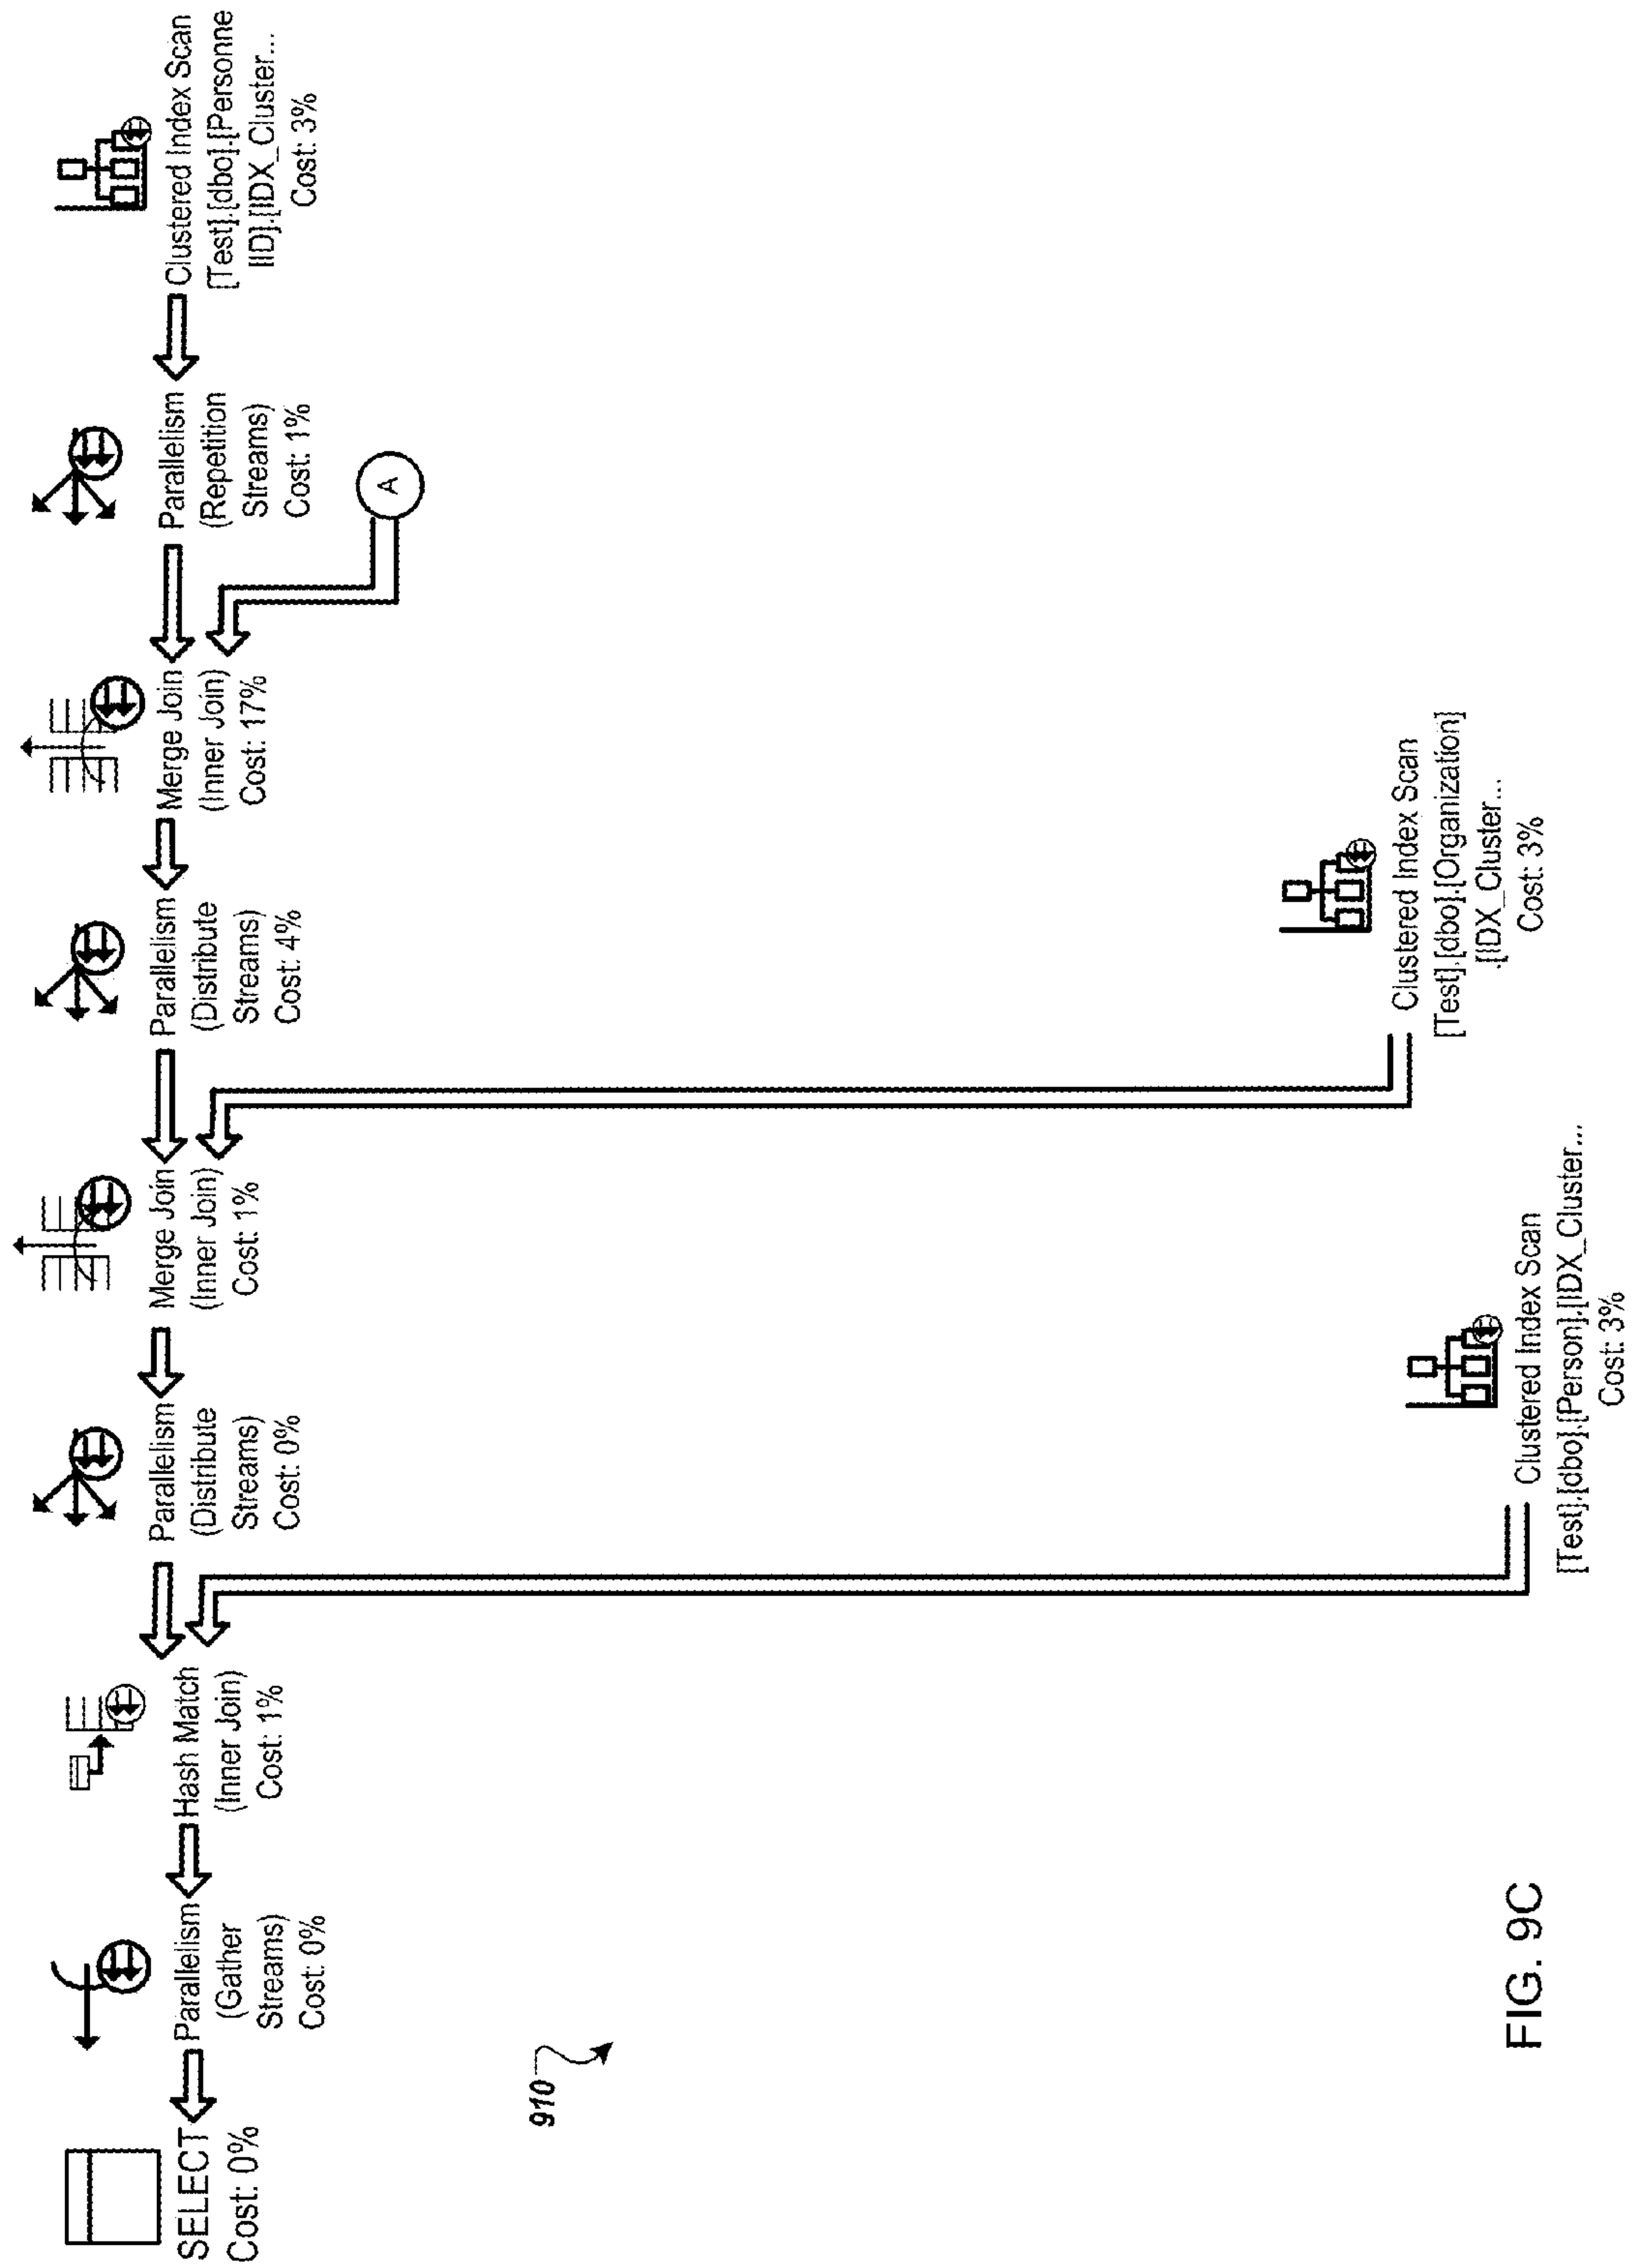 SELECT
Cost: 0%
Parallelism
(Gather
Streams)
Cost: 0%
Hash Match
(Inner Join)
Cost: 1%
Parallelism
(Distribute
Streams)
Cost: 0%
Merge Join
(Inner Join)
Cost: 1%
Parallelism
(Distribute
Streams)
Cost: 4%
Merge Join
(Inner Join)
Cost: 17%
Parallelism
(Repetition
Streams)
Cost: 1%
Clustered Index Scan
[Test].[dbo].[Personne
lID].[IDX_Cluster...
Cost: 3%
A
910
Clustered Index Scan
[Test].[dbo].[Organization]
.[IDX_Cluster...
Cost: 3%
Clustered Index Scan
[Test].[dbo].[Person].[IDX_Cluster...
Cost: 3%
FIG. 9C